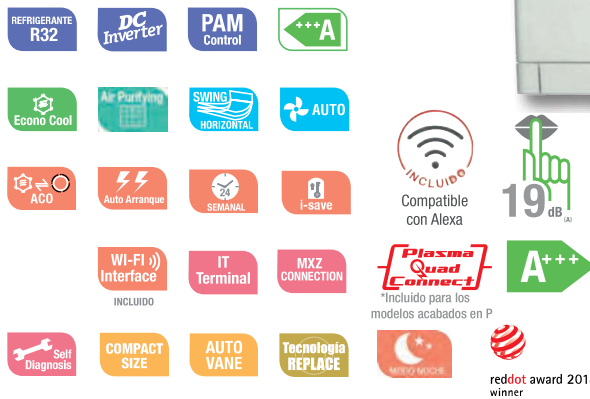 REFRIGERANTE
R32
DC
Inverter
PAM
Control
+++A
Econo Cool
Air Purifying
SWING
HORIZONTAL
AUTO
ACO
Auto Arranque
24
SEMANAL
i-save
INCLUIDO
Compatible
con Alexa
19 dB
(A)
WI-FI
Interface
INCLUIDO
IT
Terminal
MXZ
CONNECTION
Plasma
Quad
Connect
*Incluido para los
modelos acabados en P
A+++
Self
Diagnosis
COMPACT
SIZE
AUTO
VANE
Tecnología
REPLACE
MODO NOCHE
reddot award 201
winner